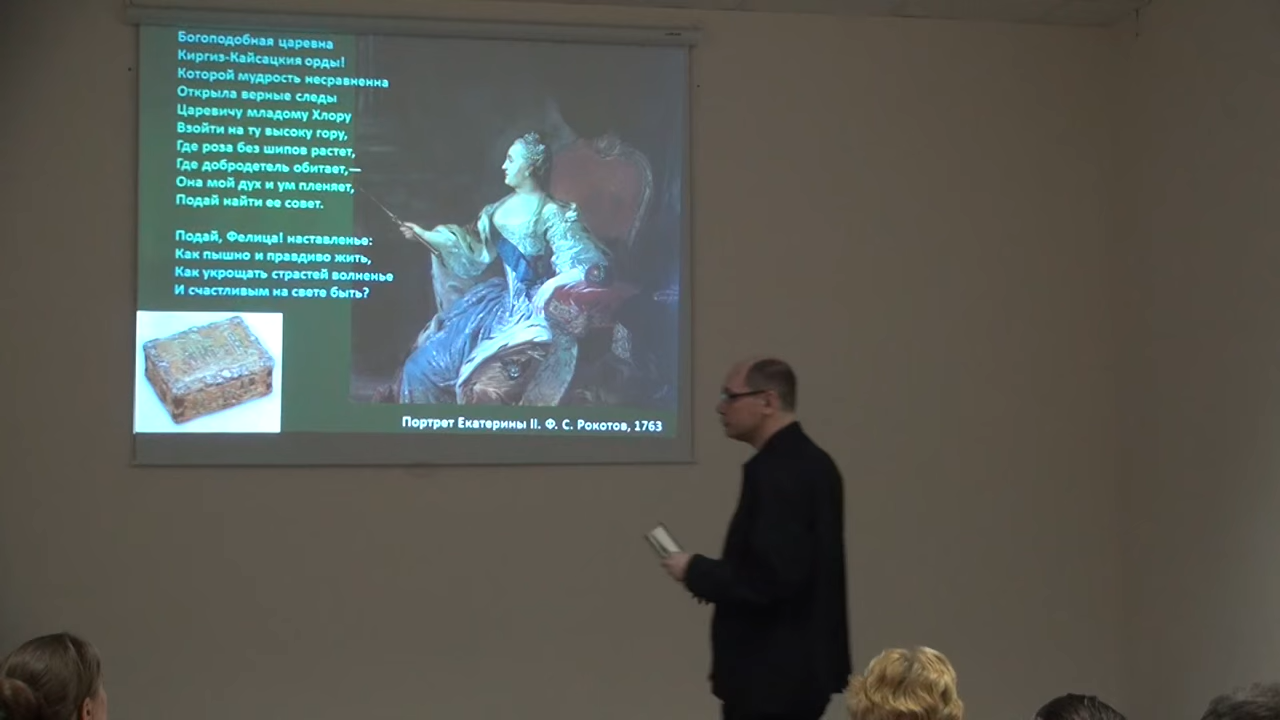 Богоподобная царевна
Киргиз-Кайсацкия орды!
Которой мудрость несравненна
Открыла верные следы
Царевичу младому Хлору
Взойти на ту высоку гору,
Где роза без шипов растет,
Где добродетель обитает,—
Она мой дух и ум пленяет,
Подай найти ее совет.
Подай, Фелица! наставленье:
Как пышно и правдиво жить,
Как укрощать страстей волненье
И счастливым на свете быть?
Портрет Екатерины II. Ф. С. Рокотов, 1763